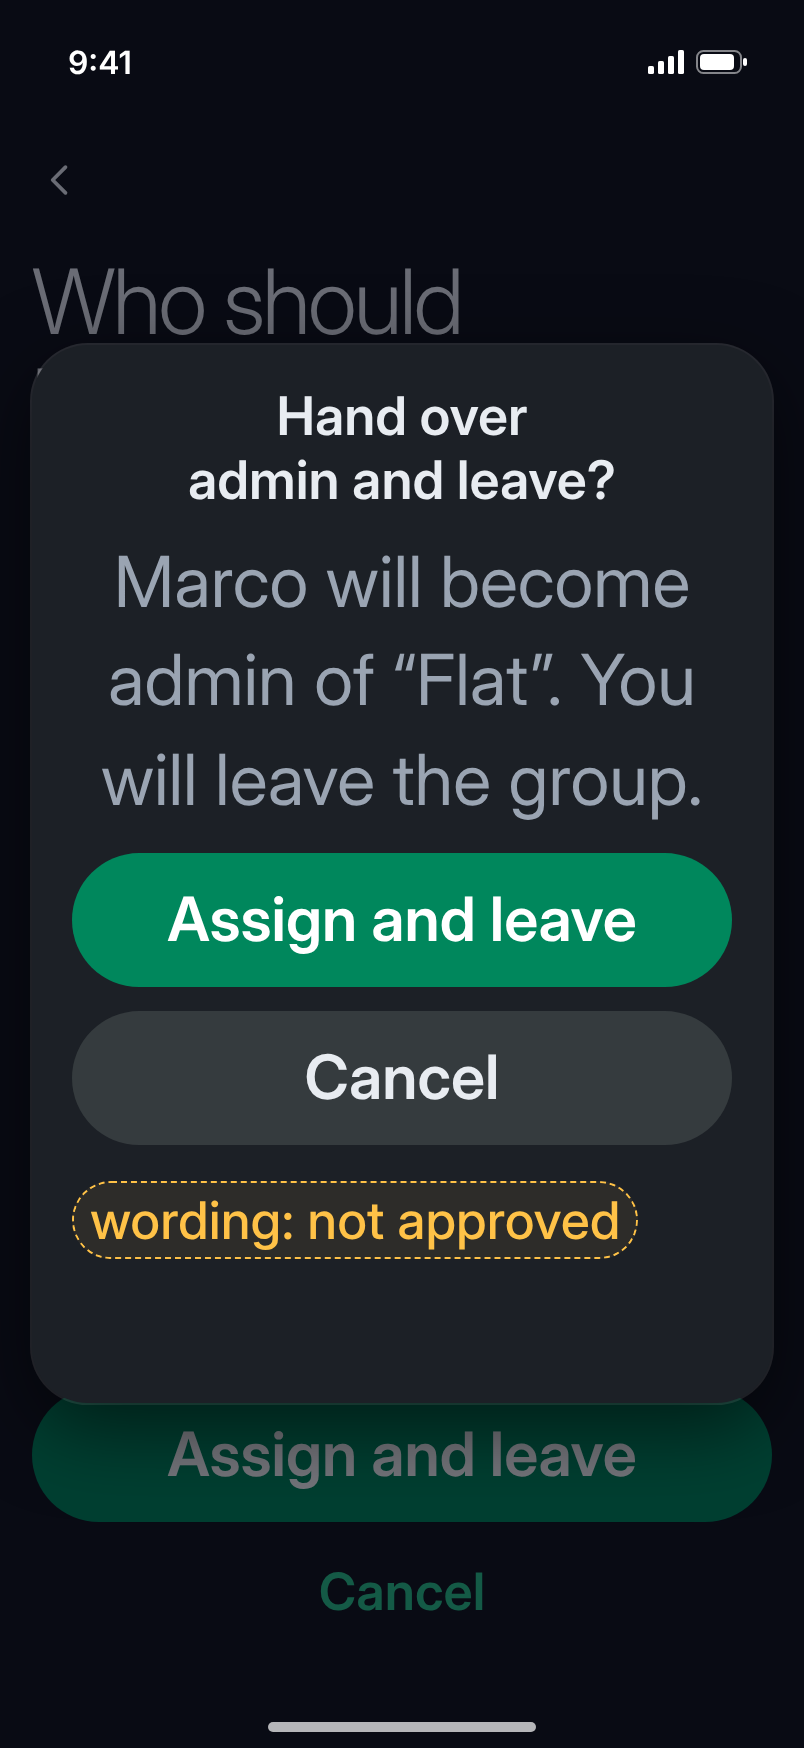 9:41
Who should
Hand over
admin and leave?
Marco will become
admin of “Flat”. You
will leave the group.
Assign and leave
Cancel
wording: not approved
Assign and leave
Cancel